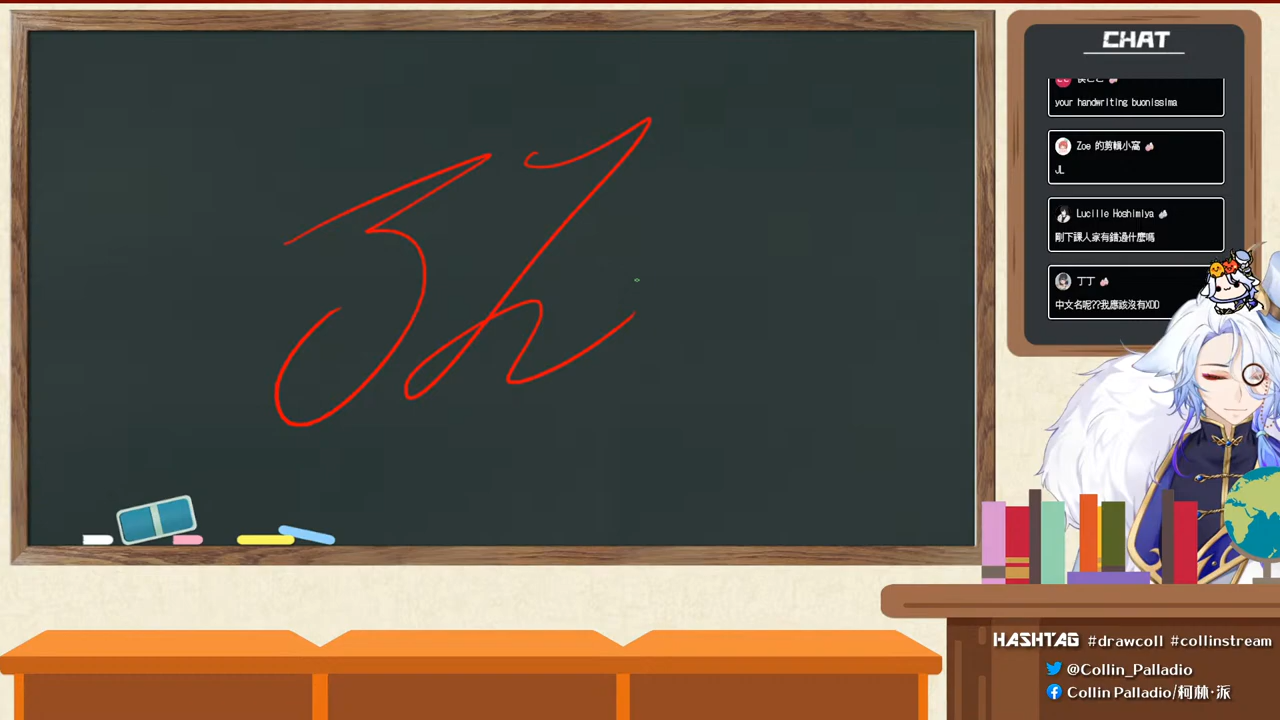 CHAT
your handwriting buonissima
Zoe 的剪輯小窩
JL
Lucille Hoshimiya
剛下課人家有錯過什麼嗎
丁丁
中文名呢??我應該沒有XDD
HASHTAG #drawcoll #collinstream
@Collin_Palladio
Collin Palladio/柯林·派